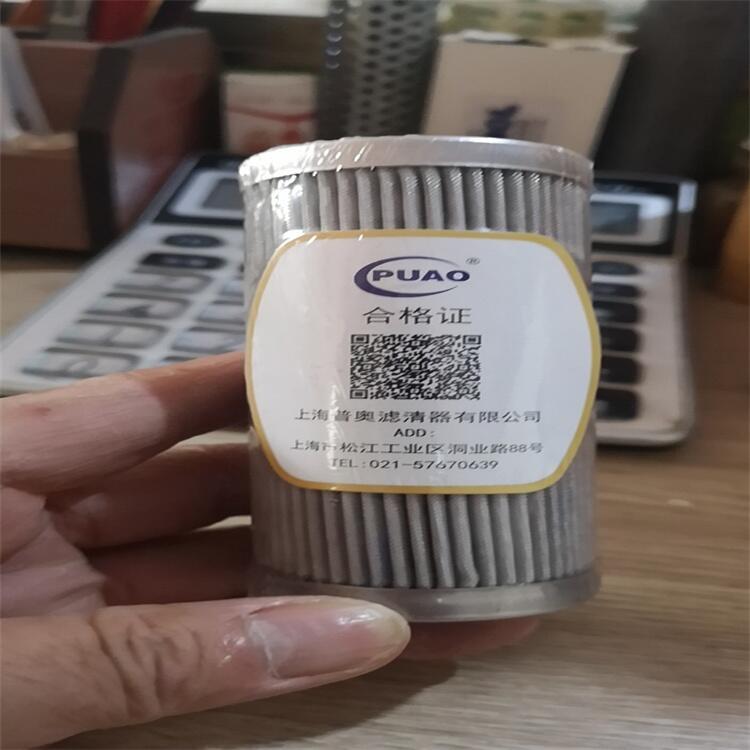 PUAO®
合格证
上海普奥滤清器有限公司
ADD:
上海市松江工业区洞业路88号
TEL:021-57670639